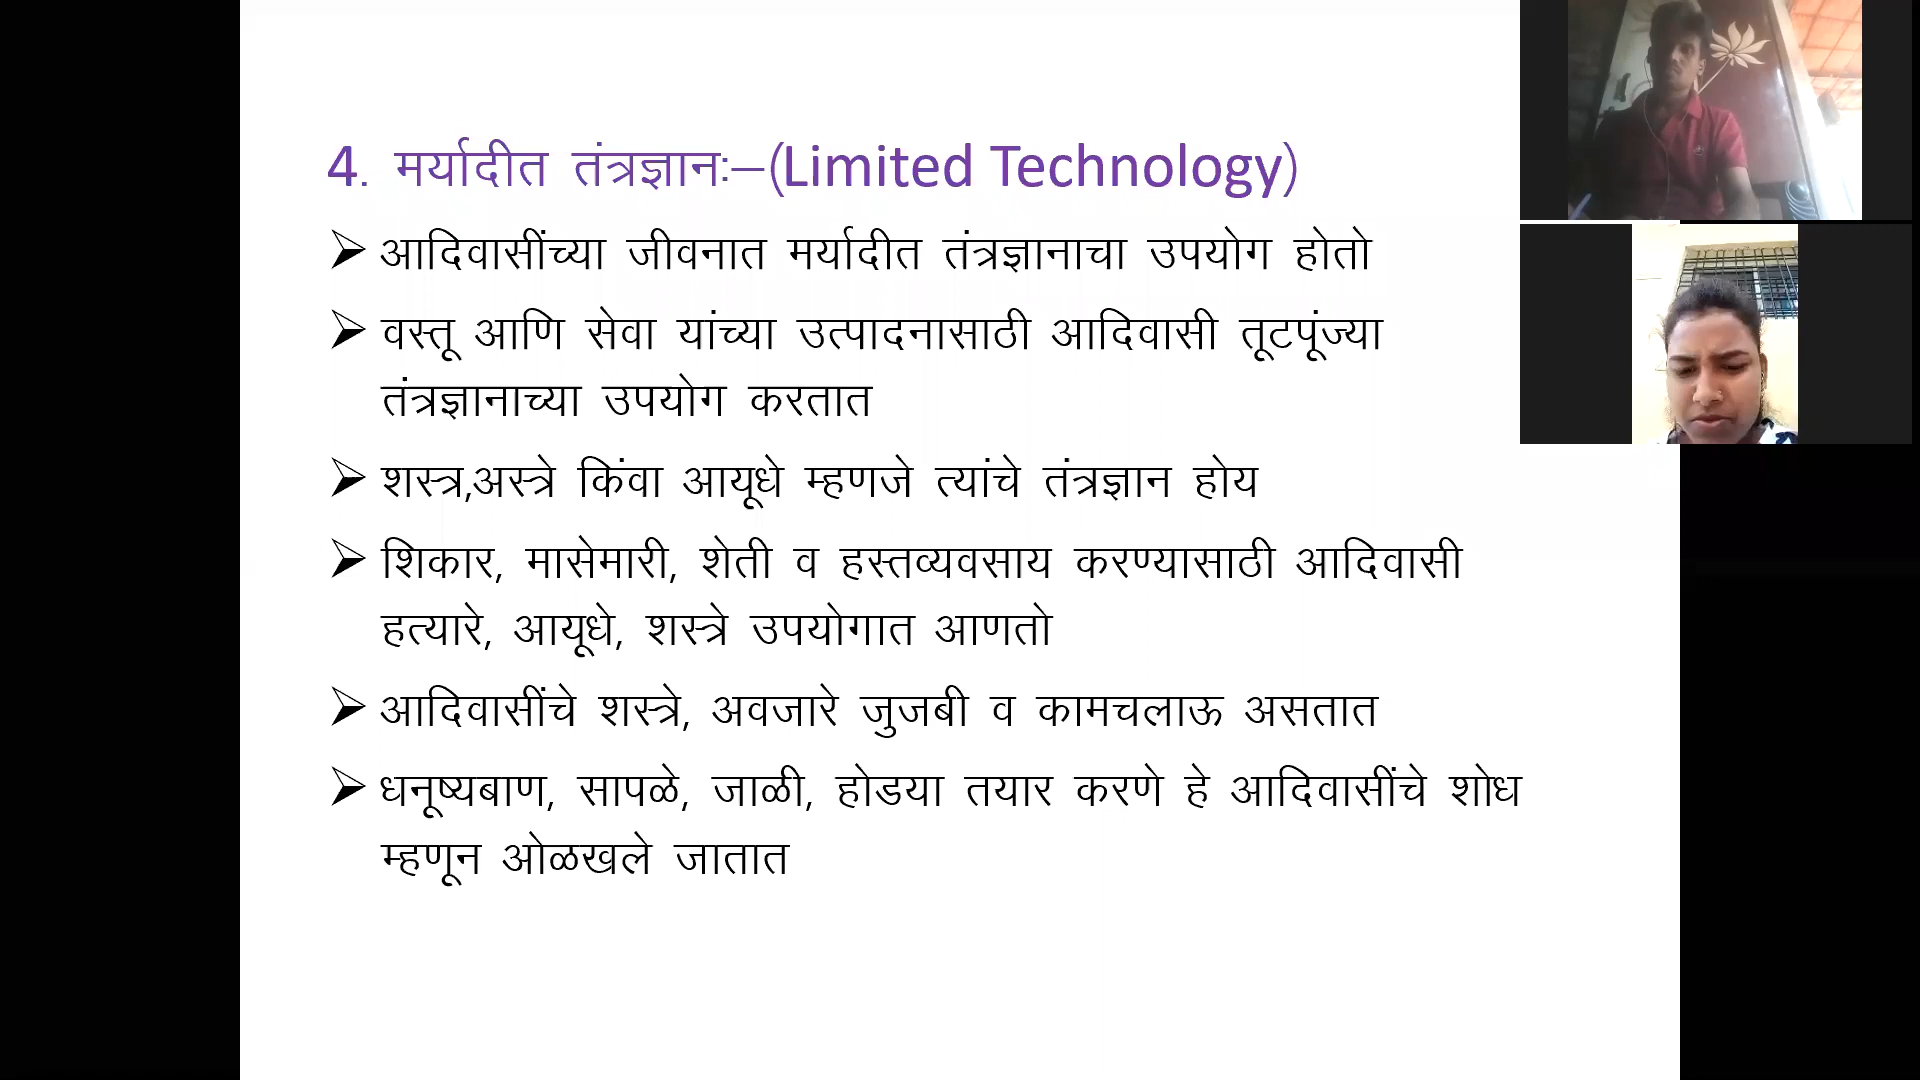 4. मर्यादीत तंत्रज्ञानः–(Limited Technology)
➢ आदिवासींच्या जीवनात मर्यादीत तंत्रज्ञानाचा उपयोग होतो
➢ वस्तू आणि सेवा यांच्या उत्पादनासाठी आदिवासी तूटपूंज्या
तंत्रज्ञानाच्या उपयोग करतात
➢ शस्त्र,अस्त्रे किंवा आयूधे म्हणजे त्यांचे तंत्रज्ञान होय
➢ शिकार, मासेमारी, शेती व हस्तव्यवसाय करण्यासाठी आदिवासी
हत्यारे, आयूधे, शस्त्रे उपयोगात आणतो
➢ आदिवासींचे शस्त्रे, अवजारे जुजबी व कामचलाऊ असतात
➢ धनूष्यबाण, सापळे, जाळी, होडया तयार करणे हे आदिवासींचे शोध
म्हणून ओळखले जातात